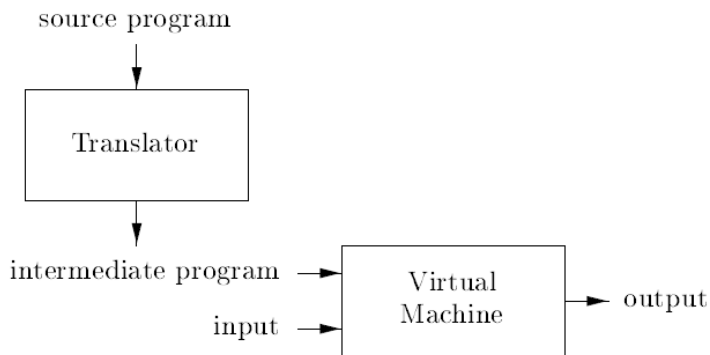 source program
Translator
intermediate program
input
Virtual
Machine
output